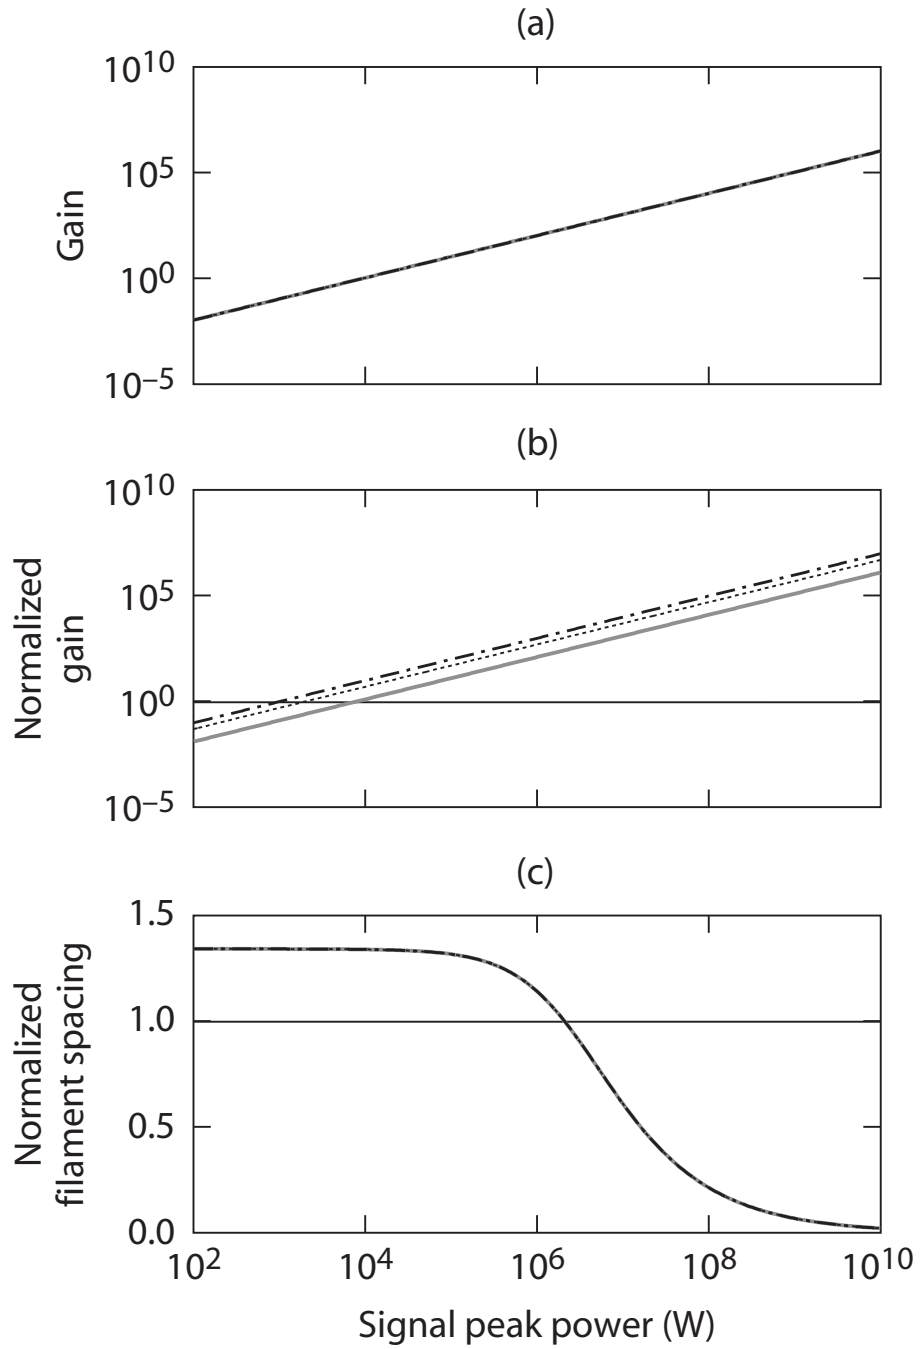 (a)
10^10
10^5
10^0
10^–5
Gain
(b)
10^10
10^5
10^0
10^–5
Normalized
gain
(c)
1.5
1.0
0.5
0.0
Normalized
filament spacing
10^2
10^4
10^6
10^8
10^10
Signal peak power (W)